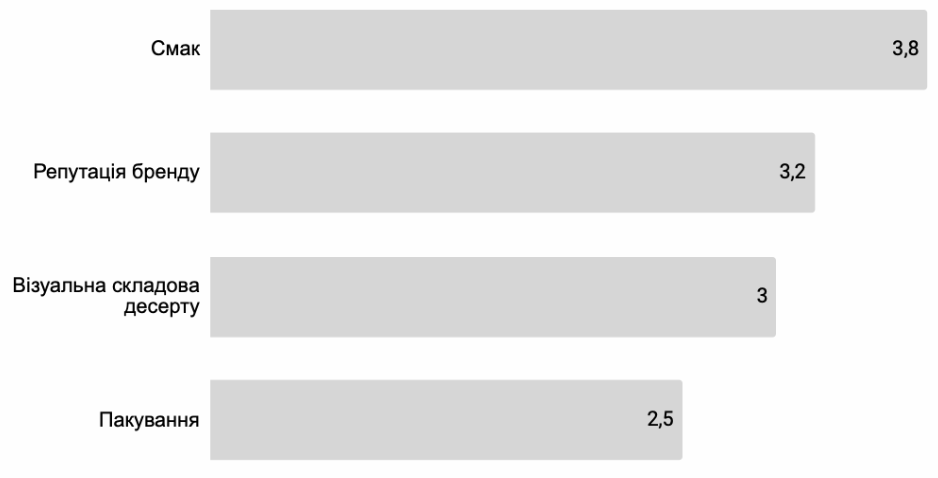 Смак
3,8
Репутація бренду
3,2
Візуальна складова
десерту
3
Пакування
2,5